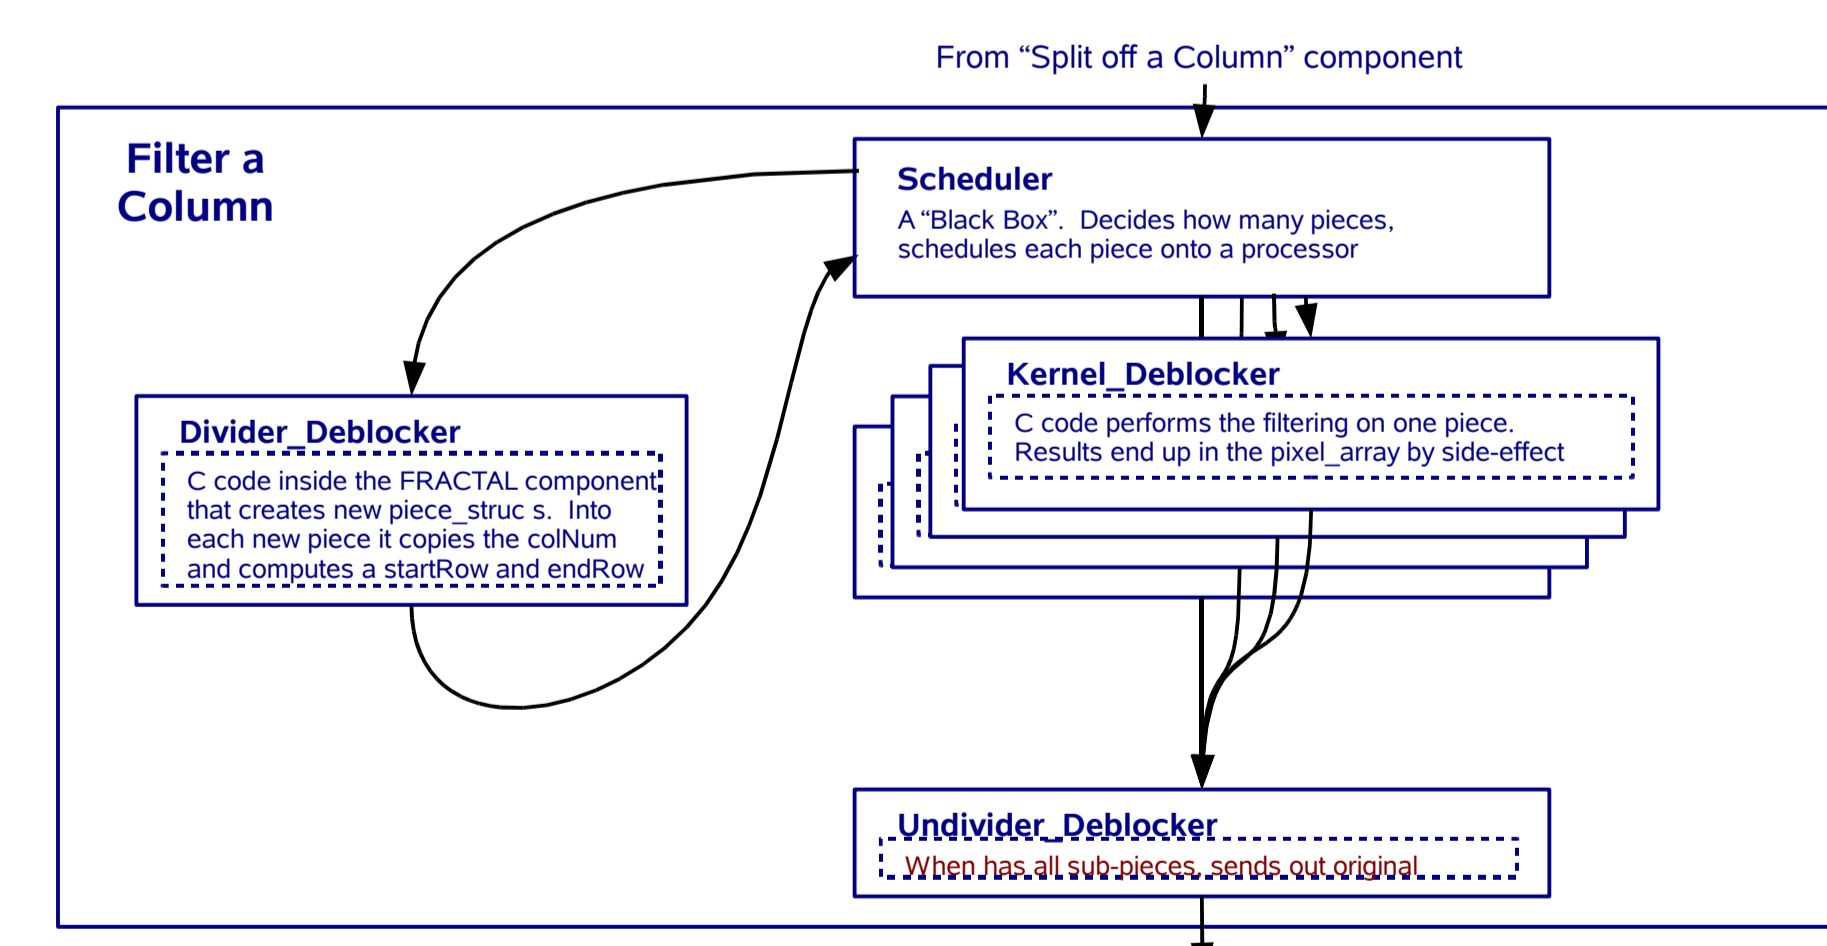 From “Split off a Column” component
Filter a
Column
Scheduler
A “Black Box”.  Decides how many pieces,
schedules each piece onto a processor
Kernel_Deblocker
C code performs the filtering on one piece.
Results end up in the pixel_array by side-effect
Divider_Deblocker
C code inside the FRACTAL component
that creates new piece_struc s.  Into
each new piece it copies the colNum
and computes a startRow and endRow
Undivider_Deblocker
When has all sub-pieces, sends out original